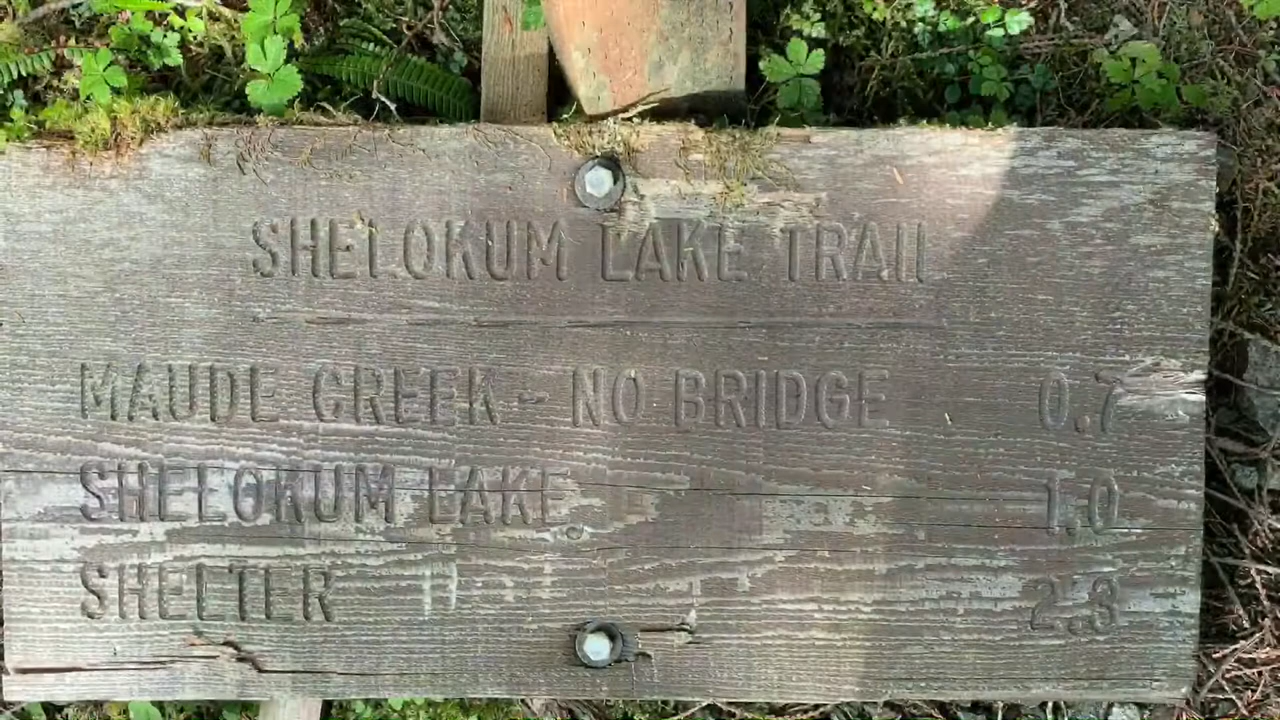 SHELOKUM LAKE TRAIL
MAUDE CREEK - NO BRIDGE 0.7
SHELOKUM LAKE 1.0
SHELTER 2.3